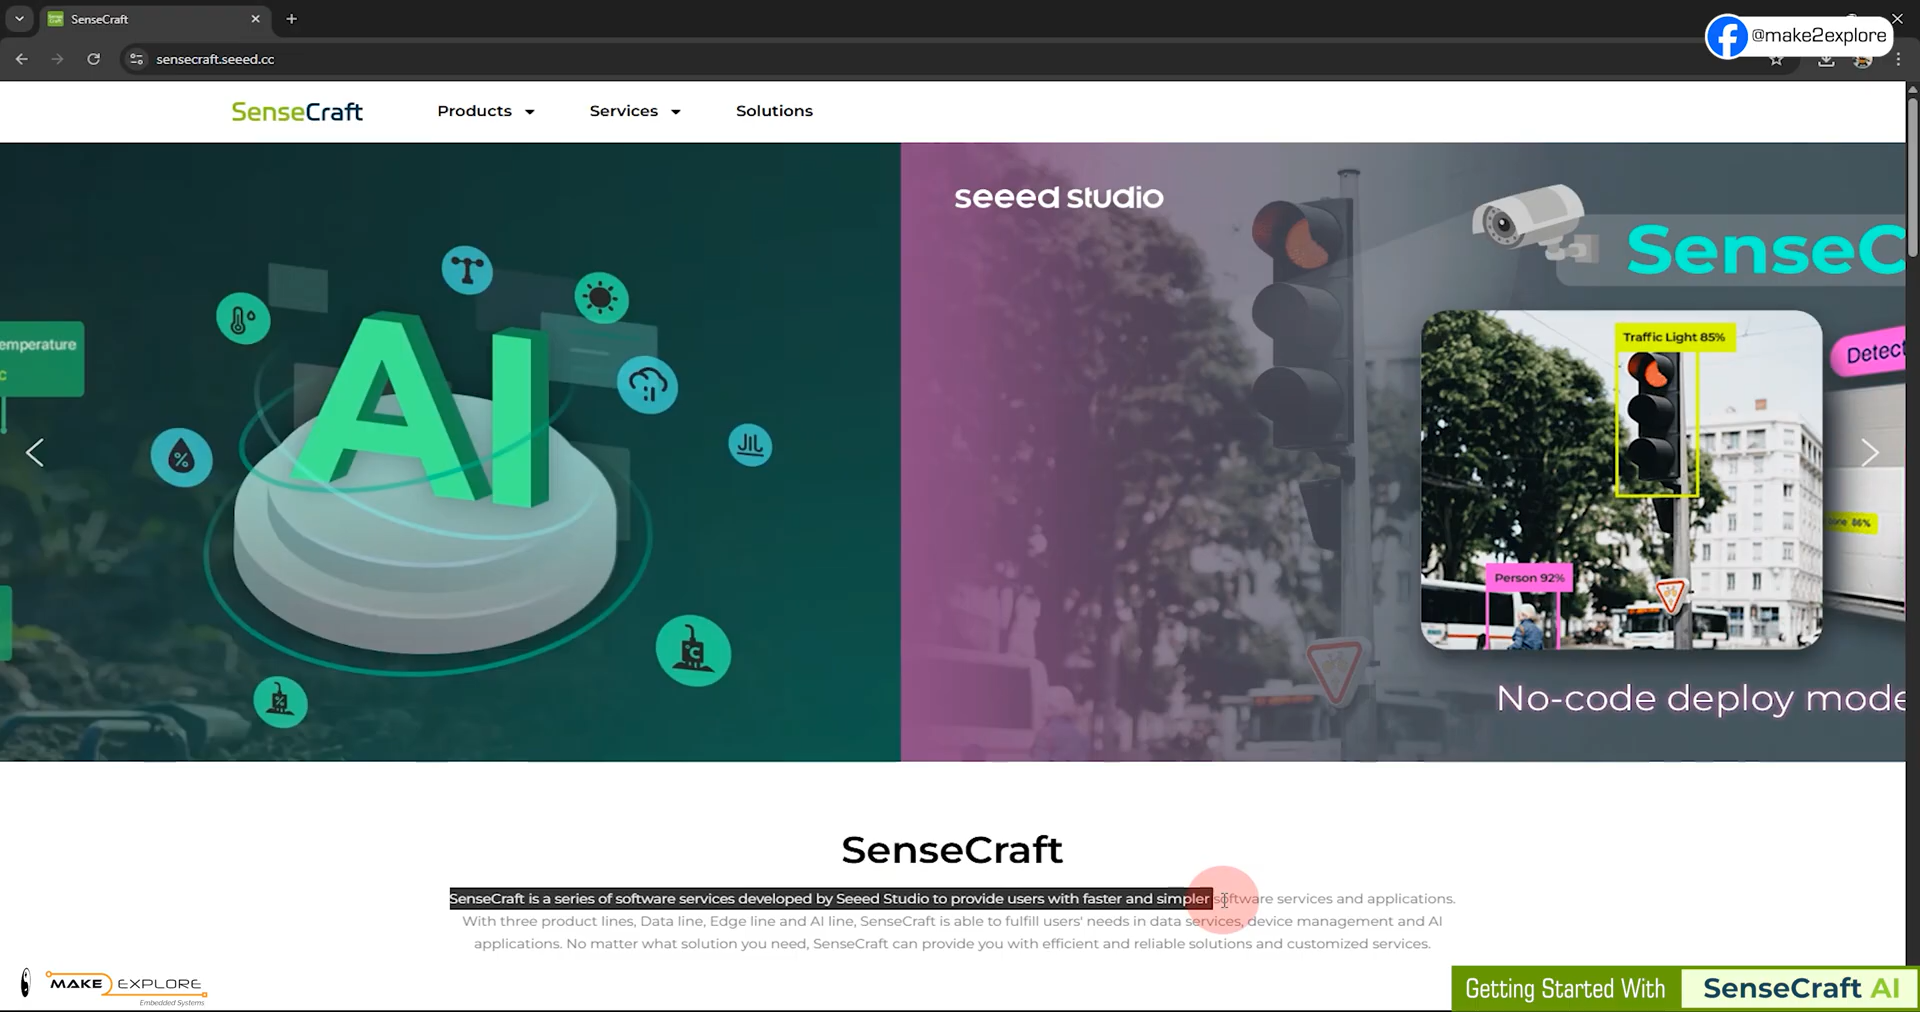 SenseCraft
@make2explore
sensecraft.seeed.cc
SenseCraft
Products
Services
Solutions
seeed studio
SenseC
emperature
c
AI
%
°C
%
Traffic Light 85%
Detect
86%
Person 92%
No-code deploy mode
SenseCraft
SenseCraft is a series of software services developed by Seeed Studio to provide users with faster and simpler software services and applications.
With three product lines, Data line, Edge line and AI line, SenseCraft is able to fulfill users' needs in data services, device management and AI
applications. No matter what solution you need, SenseCraft can provide you with efficient and reliable solutions and customized services.
MAKE EXPLORE
Embedded Systems
Getting Started With
SenseCraft AI